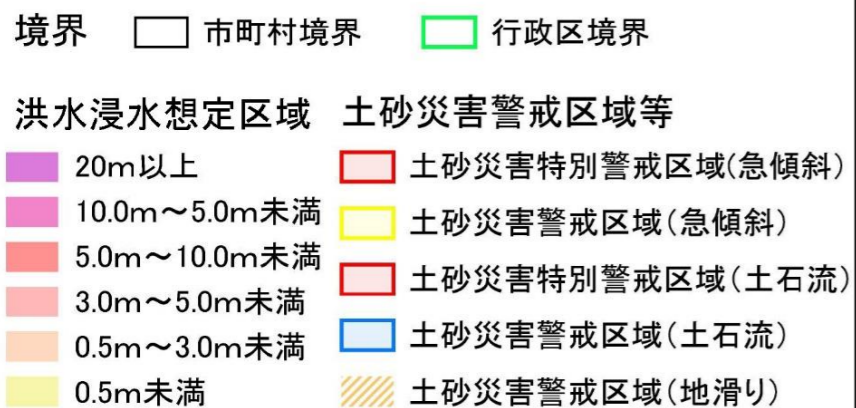 境界 市町村境界 行政区境界
洪水浸水想定区域
20m以上
10.0m～5.0m未満
5.0m～10.0m未満
3.0m～5.0m未満
0.5m～3.0m未満
0.5m未満
土砂災害警戒区域等
土砂災害特別警戒区域(急傾斜)
土砂災害警戒区域(急傾斜)
土砂災害特別警戒区域(土石流)
土砂災害警戒区域(土石流)
土砂災害警戒区域(地滑り)